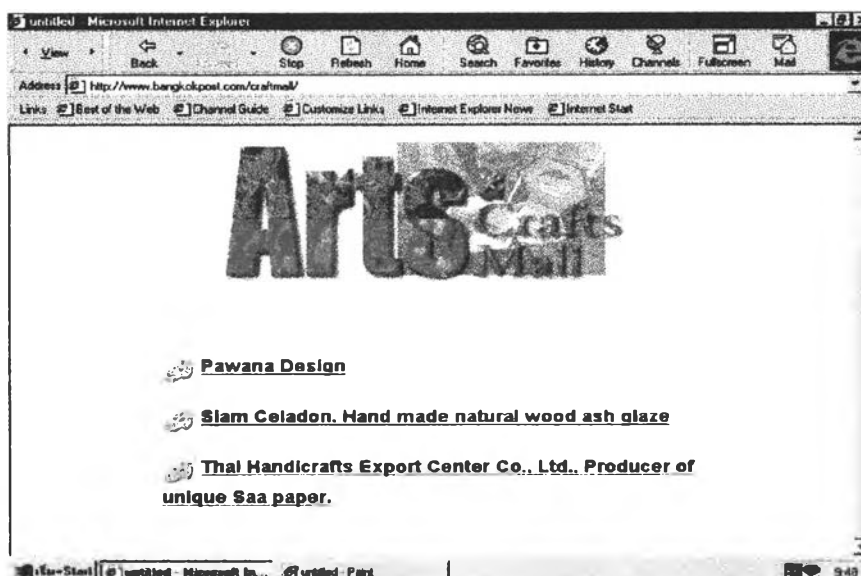 untitled - Microsoft Internet Explorer
View Back Stop Refresh Home Search Favorites History Channels Fullscreen Mail
Address http://www.bangkokpost.com/craftmall/
Links Best of the Web Channel Guide Customize Links Internet Explorer News Internet Start
Arts
Crafts
Mall
Pawana Design
Siam Celadon. Hand made natural wood ash glaze
Thai Handicrafts Export Center Co., Ltd., Producer of
unique Saa paper.
Start untitled - Microsoft In... untitled - Paint